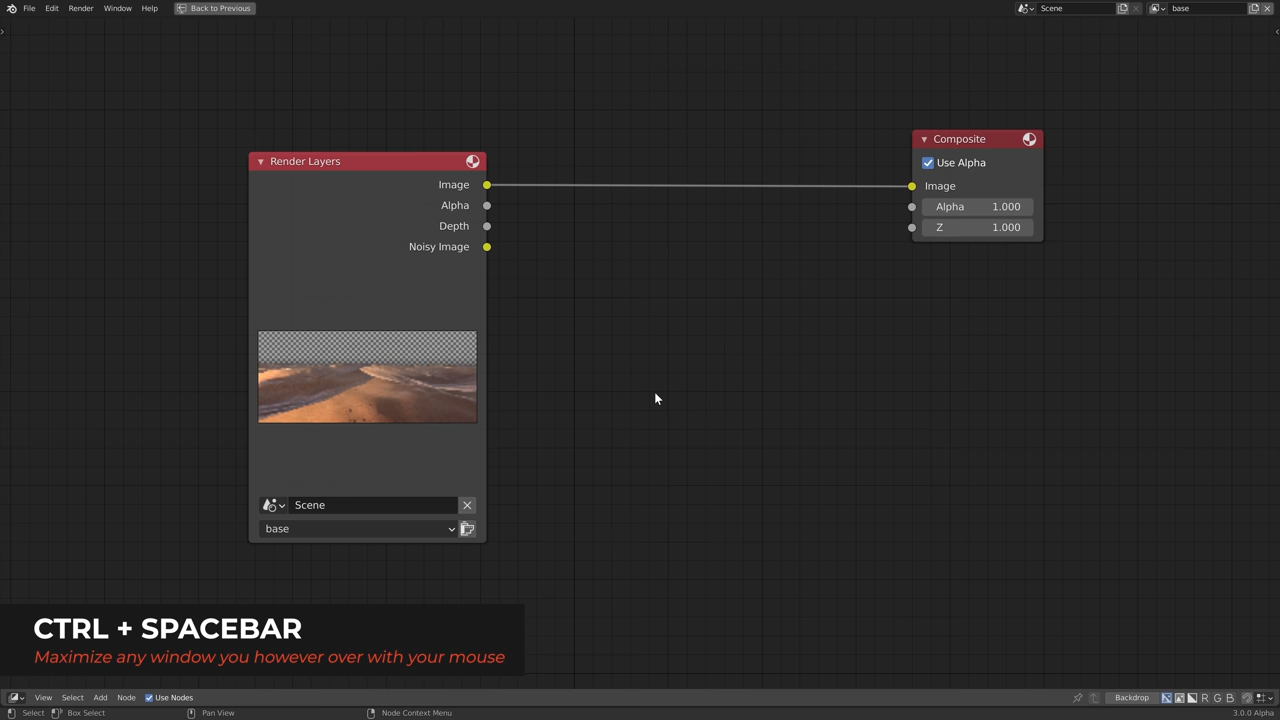 File Edit Render Window Help Back to Previous Scene base
Render Layers
Image
Alpha
Depth
Noisy Image
Scene
base
Composite
Use Alpha
Image
Alpha 1.000
Z 1.000
CTRL + SPACEBAR
Maximize any window you however over with your mouse
View Select Add Node Use Nodes Backdrop R G B
Select Box Select Pan View Node Context Menu 3.0.0 Alpha